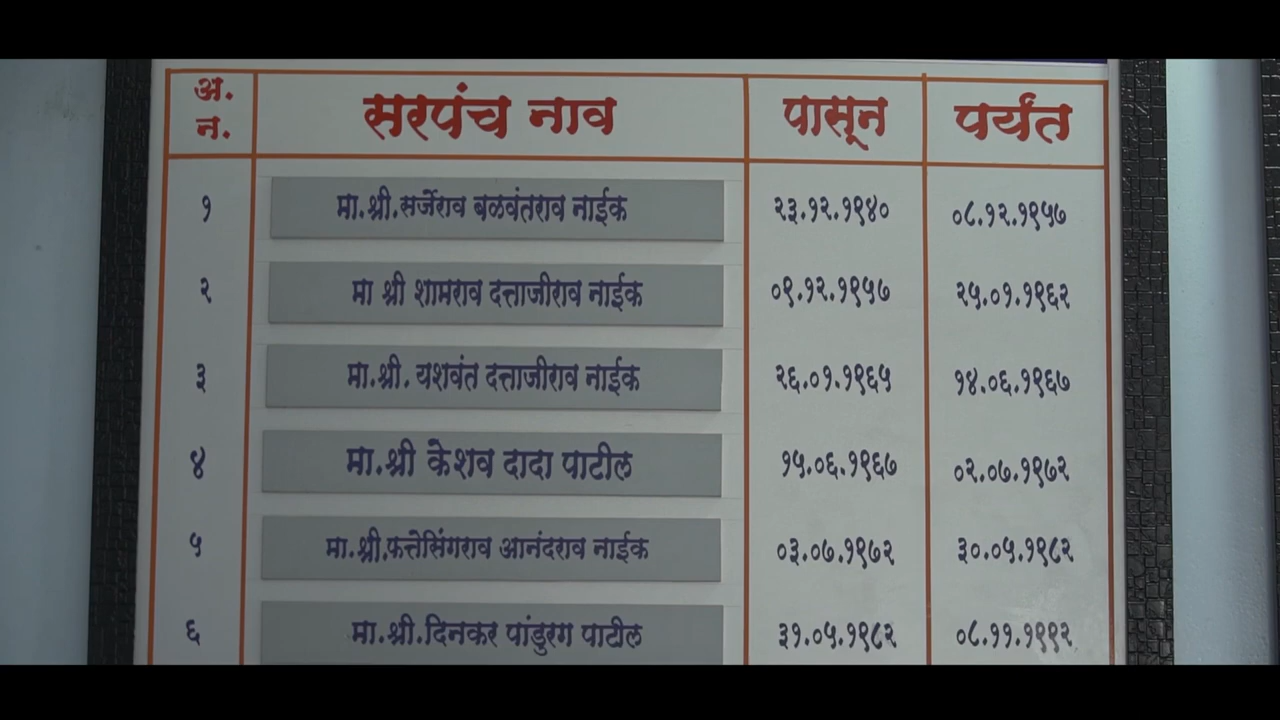 अ. न. सरपंच नाव पासून पर्यंत
१ मा.श्री.सर्जेराव बळवंतराव नाईक २३.१२.१९४० ०८.१२.१९५७
२ मा श्री शामराव दत्ताजीराव नाईक ०९.१२.१९५७ २५.०१.१९६२
३ मा.श्री. यशवंत दत्ताजीराव नाईक २६.०१.१९६५ १४.०६.१९६७
४ मा.श्री केशव दादा पाटील १५.०६.१९६७ ०२.०७.१९७२
५ मा.श्री.फत्तेसिंगराव आनंदराव नाईक ०३.०७.१९७२ ३०.०५.१९८२
६ मा.श्री.दिनकर पांडुरग पाटील ३१.०५.१९८२ ०८.११.१९९२